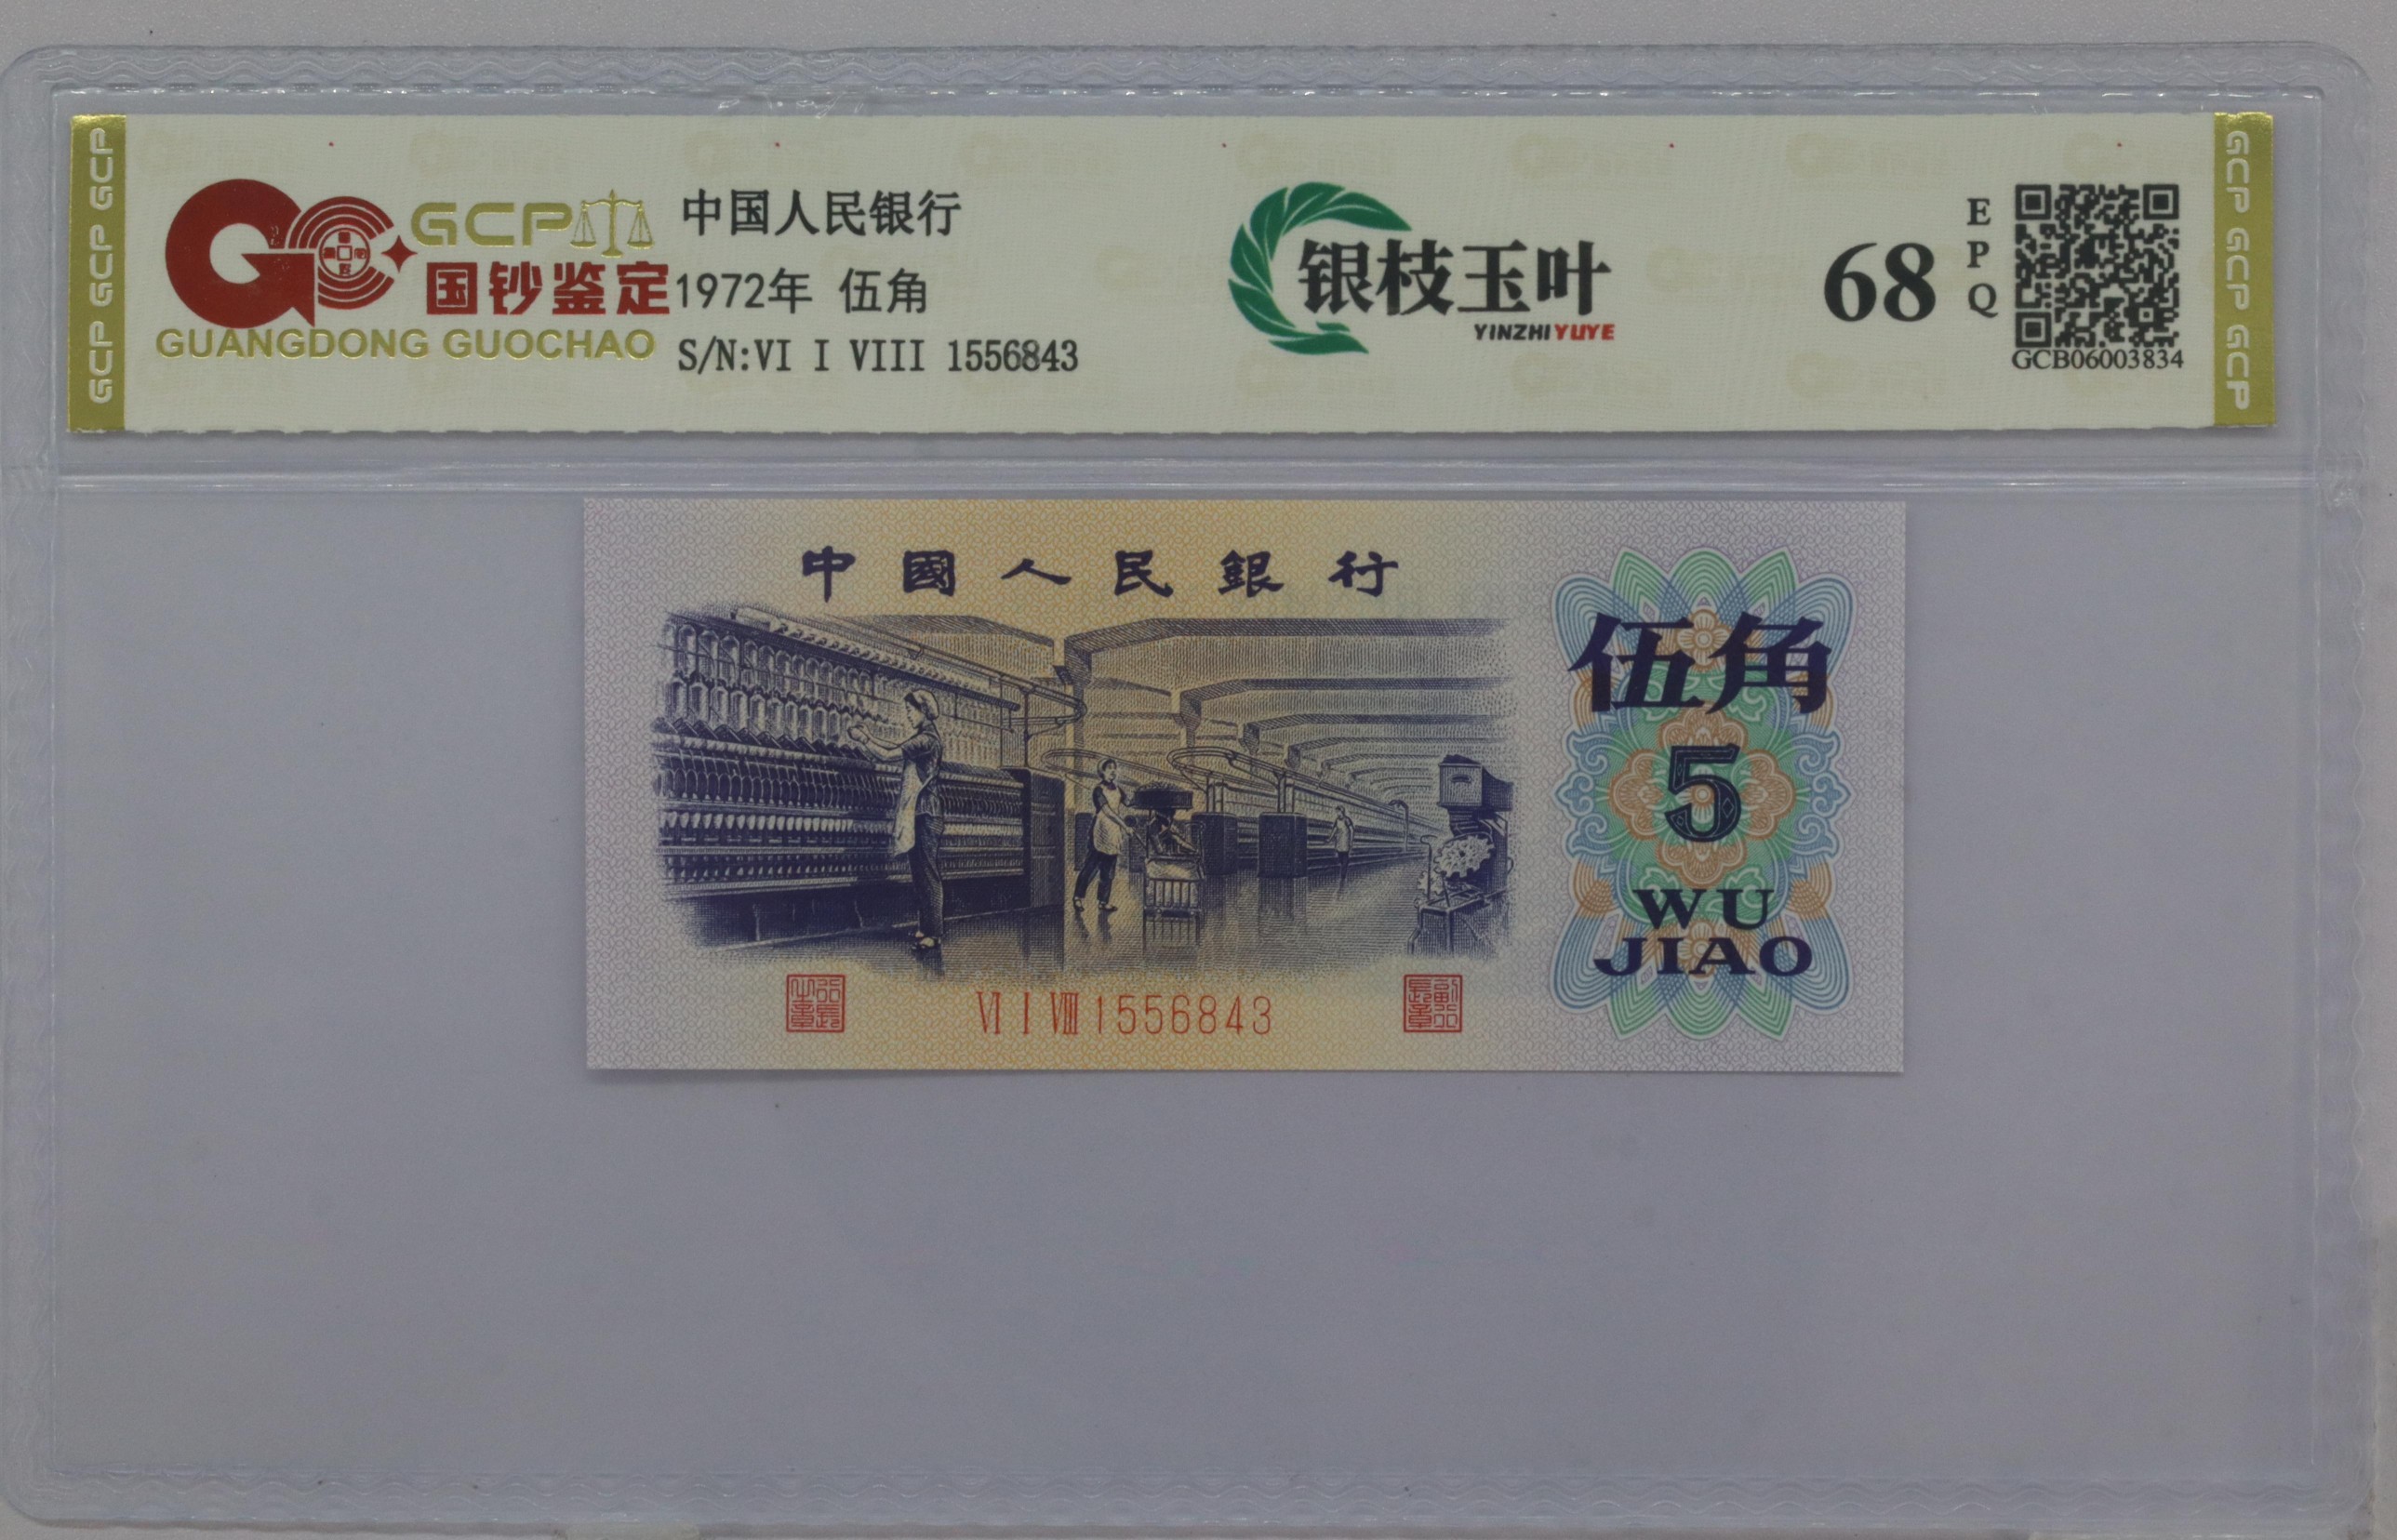 GCP GCP GCP
GCP
国钞鉴定
GUANGDONG GUOCHAO
中国人民银行
1972年 伍角
S/N:VI I VIII 1556843
银枝玉叶
YINZHIYUYE
68
EPQ
GCB06003834
GCP GCP GCP
中國人民銀行
伍角
5
WU
JIAO
VI I VIII 1556843